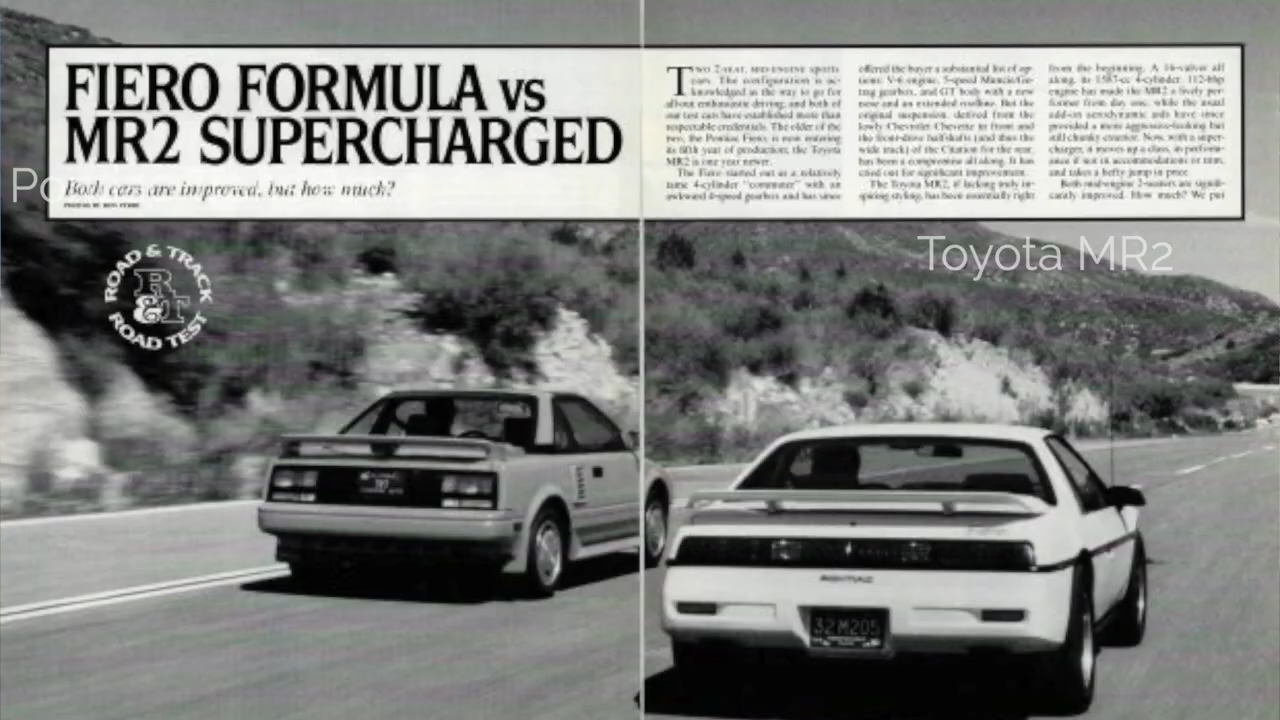 FIERO FORMULA vs
MR2 SUPERCHARGED
Both cars are improved, but how much?
Po
TWO 2-SEAT, MID-ENGINE SPORTS
cars. The configuration is ac-
knowledged as the way to go for
all-out enthusiastic driving, and both of
our test cars have established more than
respectable credentials. The older of the
two, the Pontiac Fiero, is now entering
its fifth year of production; the Toyota
MR2 is one year newer.
The Fiero started out as a relatively
tame 4-cylinder "commuter" with an
awkward 4-speed gearbox and has since
offered the buyer a substantial list of op-
tions: V-6 engine, 5-speed Muncie/Ge-
trag gearbox, and GT body with a new
nose and an extended roofline. But the
original suspension, derived from the
lowly Chevrolet Chevette in front and
the front-drive halfshafts (and thus the
wide track) of the Citation for the rear,
has been a compromise all along. It has
cried out for significant improvement.
The Toyota MR2, if lacking truly in-
spiring styling, has been essentially right
from the beginning. A 16-valver all
along, its 1587-cc 4-cylinder, 112-bhp
engine has made the MR2 a lively per-
former from day one, while the usual
add-on aerodynamic aids have since
provided a more aggressive-looking but
still chunky exterior. Now, with a super-
charger, it moves up a class, in perform-
ance if not in accommodations or trim,
and takes a hefty jump in price.
Both mid-engine 2-seaters are signifi-
cantly improved. How much? We put
Toyota MR2
ROAD & TRACK
R&T
ROAD TEST
PONTIAC
32M205